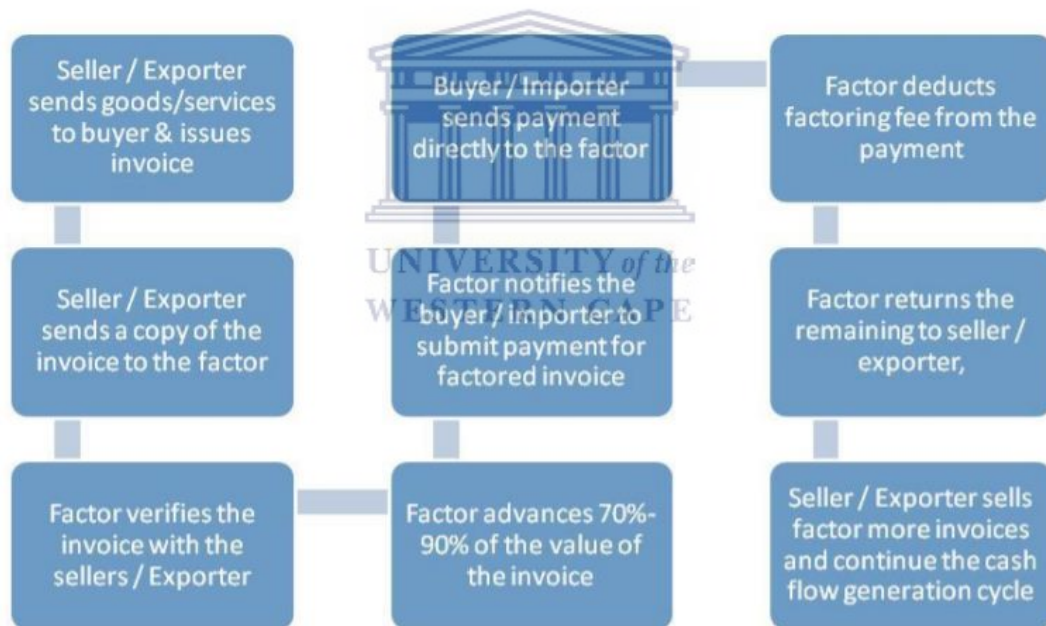 Seller / Exporter
sends goods/services
to buyer & issues
invoice
Seller / Exporter
sends a copy of the
invoice to the factor
Factor verifies the
invoice with the
sellers / Exporter
Factor advances 70%-
90% of the value of
the invoice
Factor notifies the
buyer / importer to
submit payment for
factored invoice
Buyer / Importer
sends payment
directly to the factor
Factor deducts
factoring fee from the
payment
Factor returns the
remaining to seller /
exporter,
Seller / Exporter sells
factor more invoices
and continue the cash
flow generation cycle
UNIVERSITY of the
WESTERN CAPE